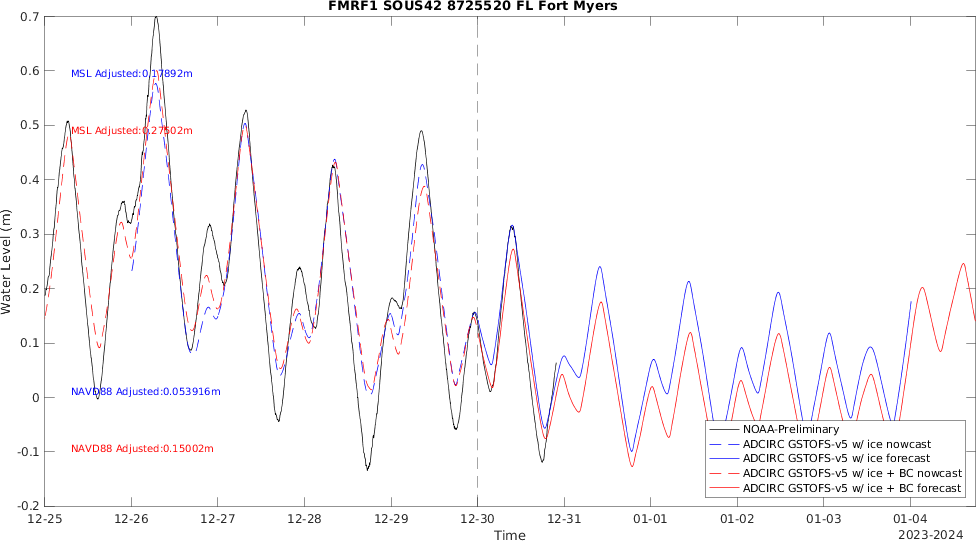 FMRF1 SOUS42 8725520 FL Fort Myers
0.7
0.6
0.5
0.4
0.3
0.2
0.1
0
-0.1
-0.2
Water Level (m)
MSL Adjusted:0.17892m
MSL Adjusted:0.27502m
NAVD88 Adjusted:0.053916m
NAVD88 Adjusted:0.15002m
NOAA-Preliminary
ADCIRC GSTOFS-v5 w/ ice nowcast
ADCIRC GSTOFS-v5 w/ ice forecast
ADCIRC GSTOFS-v5 w/ ice + BC nowcast
ADCIRC GSTOFS-v5 w/ ice + BC forecast
12-25 12-26 12-27 12-28 12-29 12-30 12-31 01-01 01-02 01-03 01-04
Time
2023-2024